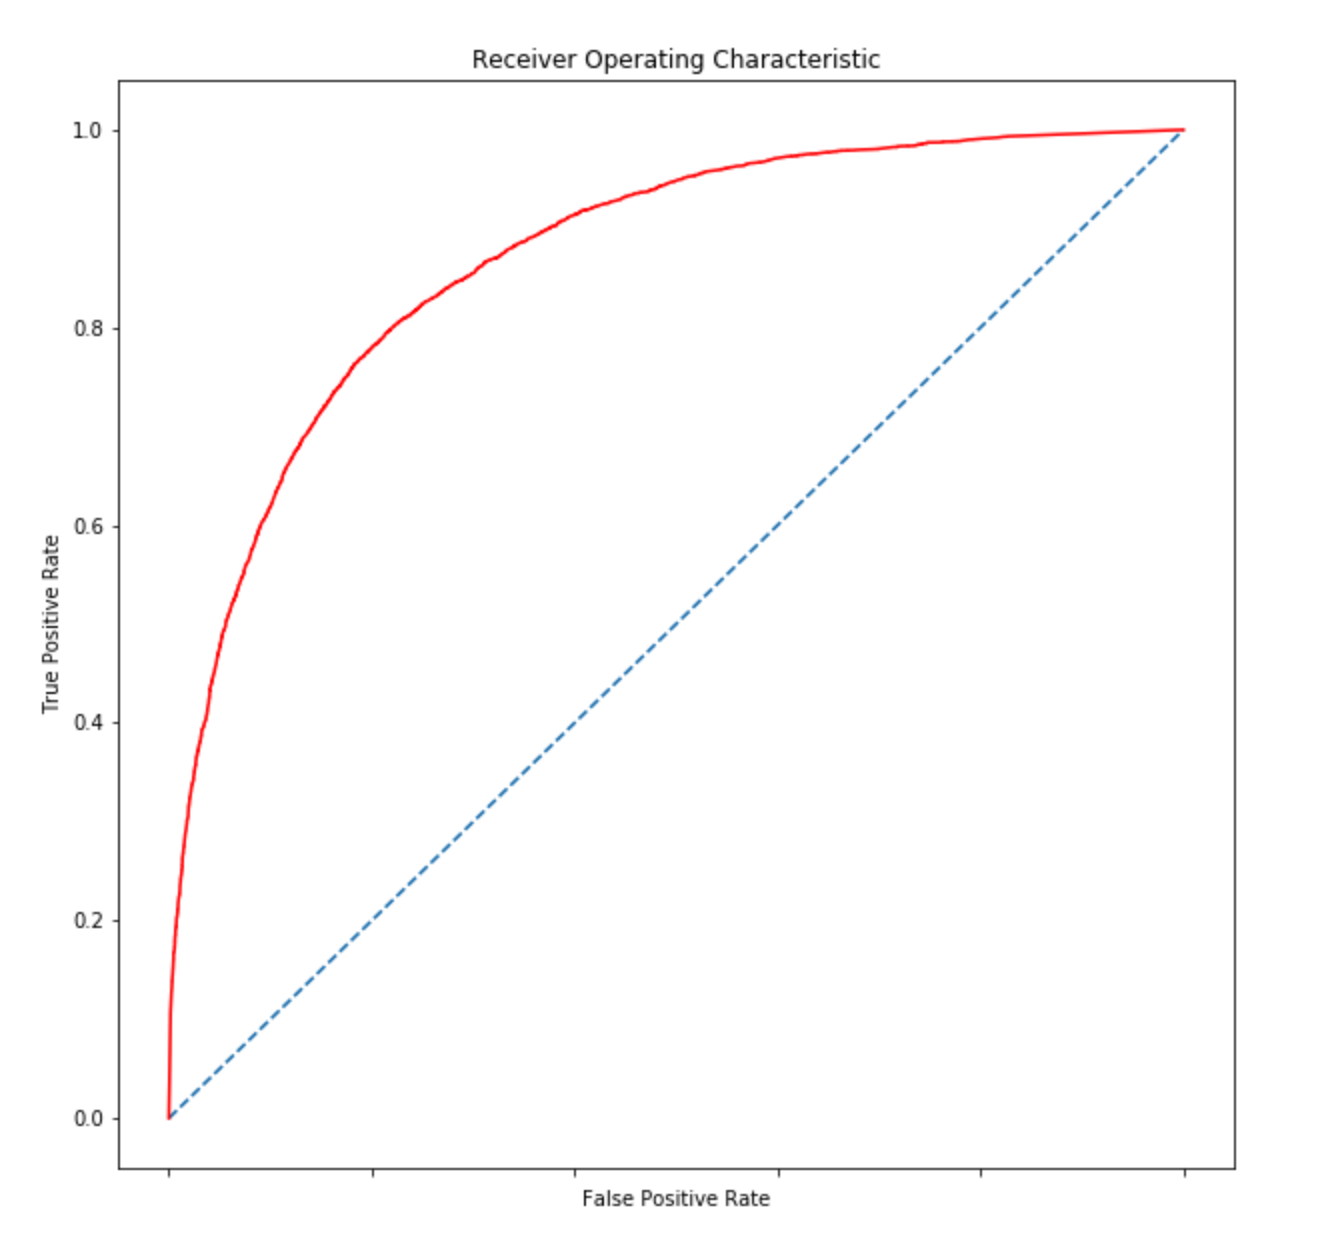 Receiver Operating Characteristic
1.0
0.8
0.6
0.4
0.2
0.0
True Positive Rate
False Positive Rate